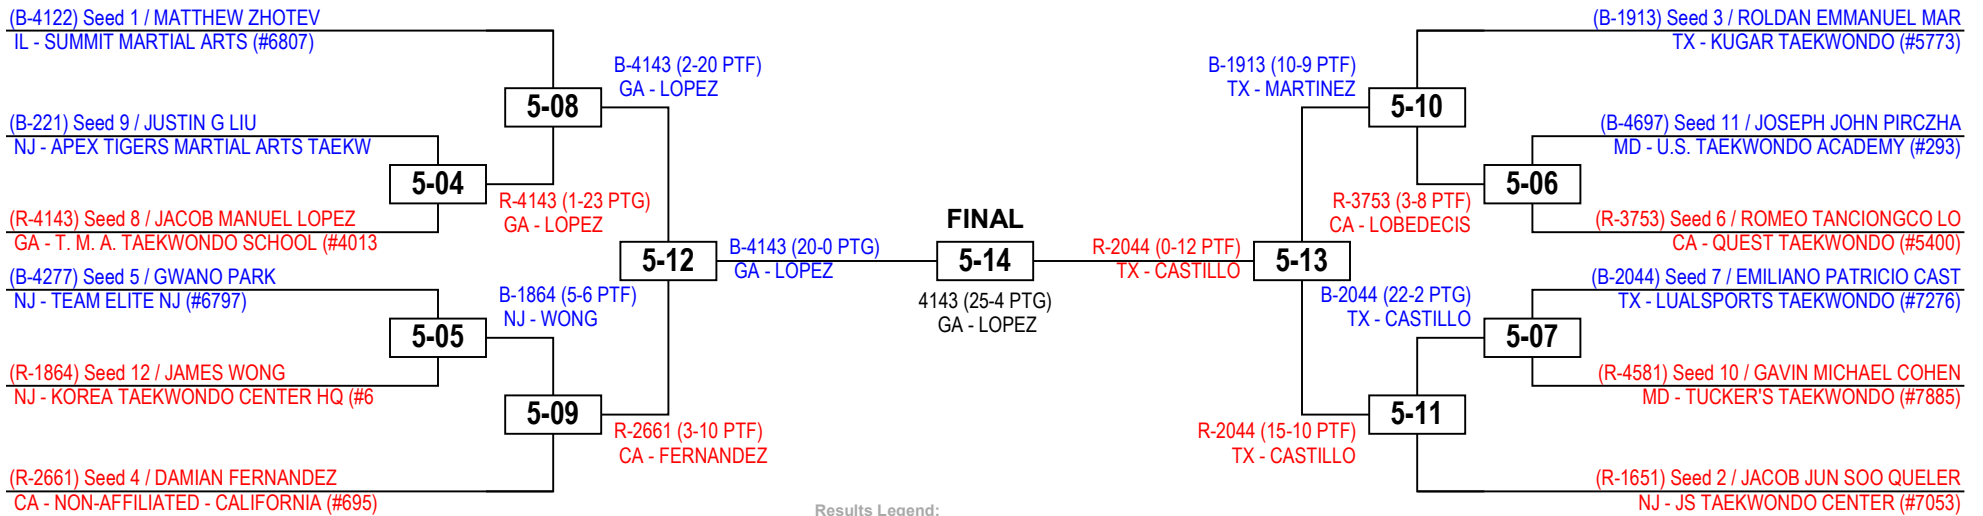 (B-4122) Seed 1 / MATTHEW ZHOTEV
IL - SUMMIT MARTIAL ARTS (#6807)
(B-221) Seed 9 / JUSTIN G LIU
NJ - APEX TIGERS MARTIAL ARTS TAEKW
(R-4143) Seed 8 / JACOB MANUEL LOPEZ
GA - T. M. A. TAEKWONDO SCHOOL (#4013
(B-4277) Seed 5 / GWANO PARK
NJ - TEAM ELITE NJ (#6797)
(R-1864) Seed 12 / JAMES WONG
NJ - KOREA TAEKWONDO CENTER HQ (#6
(R-2661) Seed 4 / DAMIAN FERNANDEZ
CA - NON-AFFILIATED - CALIFORNIA (#695)
5-04
5-05
5-08
R-4143 (1-23 PTG)
GA - LOPEZ
B-1864 (5-6 PTF)
NJ - WONG
5-09
B-4143 (2-20 PTF)
GA - LOPEZ
5-12
R-2661 (3-10 PTF)
CA - FERNANDEZ
B-4143 (20-0 PTG)
GA - LOPEZ
FINAL
5-14
4143 (25-4 PTG)
GA - LOPEZ
R-2044 (0-12 PTF)
TX - CASTILLO
B-1913 (10-9 PTF)
TX - MARTINEZ
5-13
R-2044 (15-10 PTF)
TX - CASTILLO
5-10
R-3753 (3-8 PTF)
CA - LOBEDECIS
B-2044 (22-2 PTG)
TX - CASTILLO
5-11
5-06
5-07
(B-1913) Seed 3 / ROLDAN EMMANUEL MAR
TX - KUGAR TAEKWONDO (#5773)
(B-4697) Seed 11 / JOSEPH JOHN PIRCZHA
MD - U.S. TAEKWONDO ACADEMY (#293)
(R-3753) Seed 6 / ROMEO TANCIONGCO LO
CA - QUEST TAEKWONDO (#5400)
(B-2044) Seed 7 / EMILIANO PATRICIO CAST
TX - LUALSPORTS TAEKWONDO (#7276)
(R-4581) Seed 10 / GAVIN MICHAEL COHEN
MD - TUCKER'S TAEKWONDO (#7885)
(R-1651) Seed 2 / JACOB JUN SOO QUELER
NJ - JS TAEKWONDO CENTER (#7053)
Results Legend: